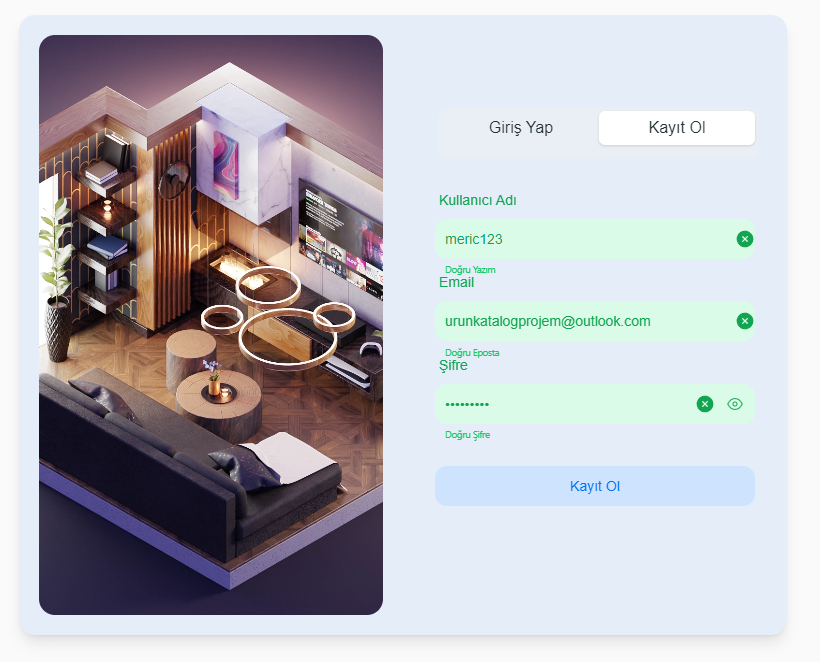 Giriş Yap
Kayıt Ol
Kullanıcı Adı
meric123
Doğru Yazım
Email
urunkatalogprojem@outlook.com
Doğru Eposta
Şifre
•••••••••
Doğru Şifre
Kayıt Ol